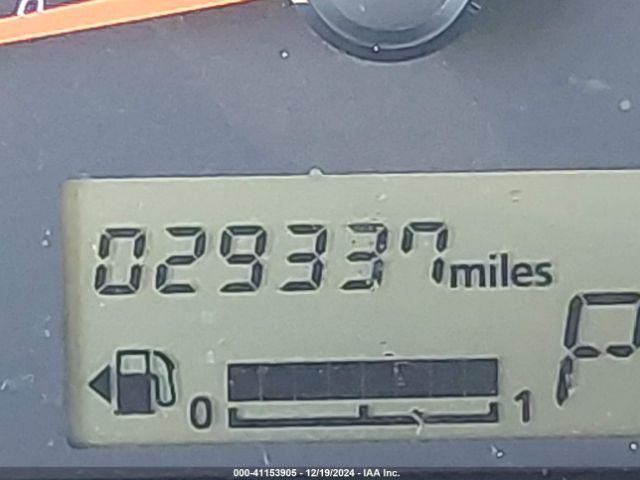 029337 miles
P
0 1
000-41153905 - 12/19/2024 - IAA Inc.